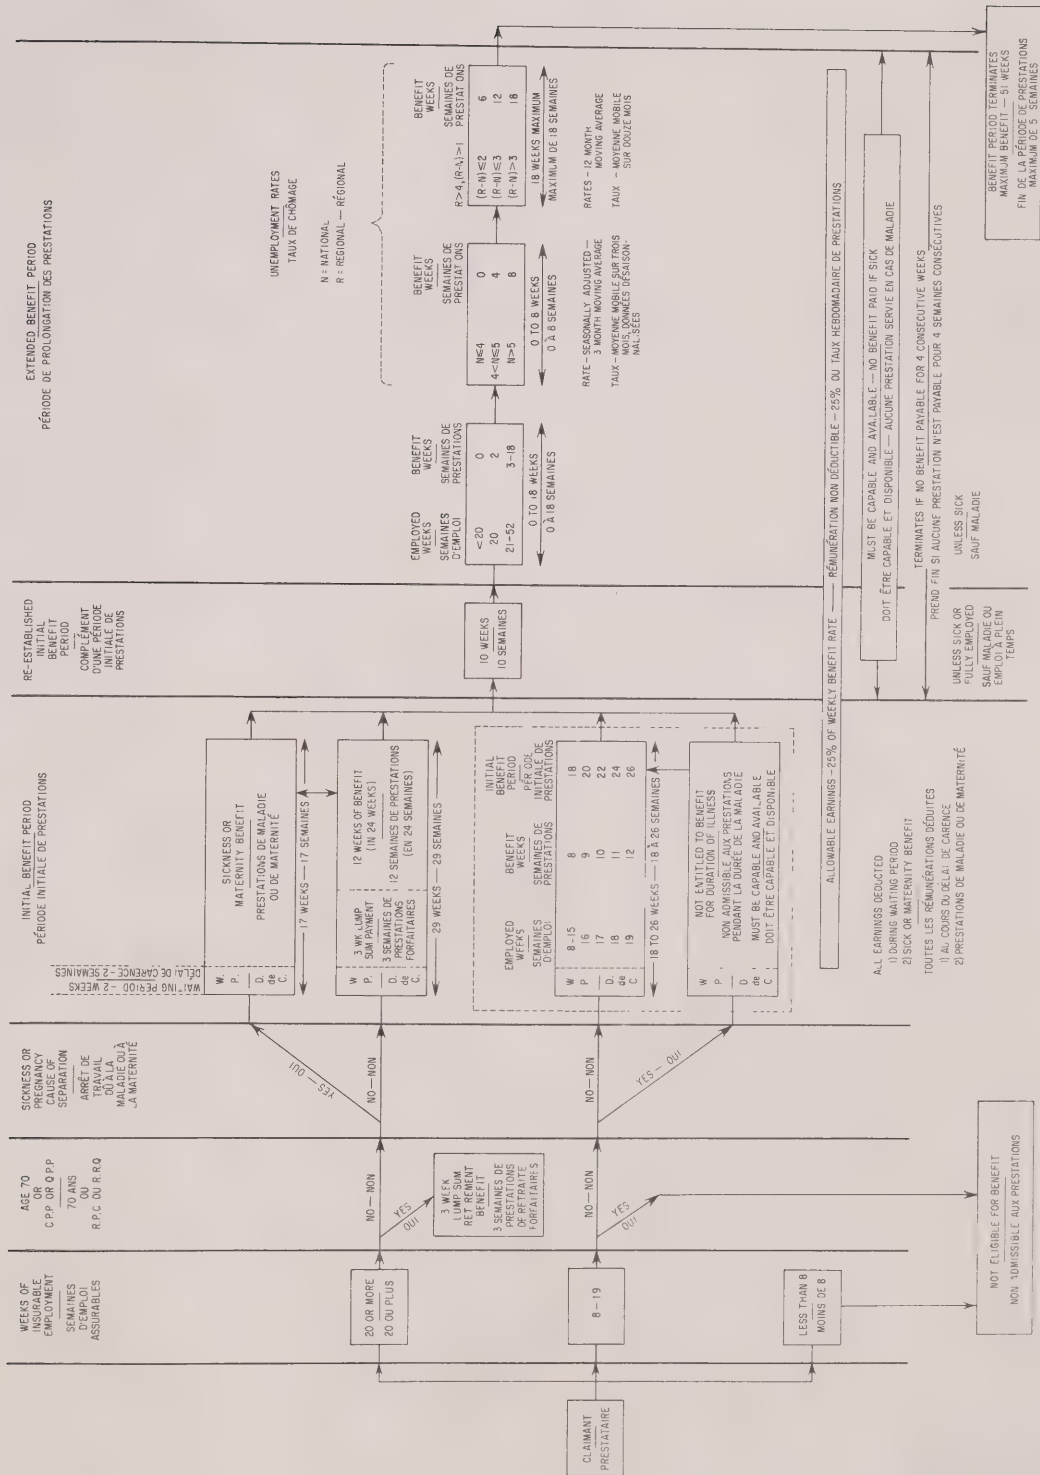 WEEKS OF
INSURABLE
EMPLOYMENT
SEMAINES
D'EMPLOI
ASSURABLES
AGE 70
OR
C.P.P OR Q.P.P
70 ANS
OU
R.P.C OU R.R.Q
SICKNESS OR
PREGNANCY
CAUSE OF
SEPARATION
ARRÊT DE
TRAVAIL
DÛ À LA
MALADIE OU À
LA MATERNITÉ
INITIAL BENEFIT PERIOD
PÉRIODE INITIALE DE PRESTATIONS
RE-ESTABLISHED
INITIAL
BENEFIT
PERIOD
COMPLÉMENT
D'UNE PÉRIODE
INITIALE DE
PRESTATIONS
EXTENDED BENEFIT PERIOD
PÉRIODE DE PROLONGATION DES PRESTATIONS
WAITING PERIOD - 2 WEEKS
DÉLAI DE CARENCE - 2 SEMAINES
CLAIMANT
PRESTATAIRE
20 OR MORE
20 OU PLUS
8-19
LESS THAN 8
MOINS DE 8
NO-NON
YES
OUI
3 WEEK
LUMP SUM
RETIREMENT
BENEFIT
3 SEMAINES DE
PRESTATIONS
DE RETRAITE
FORFAITAIRES
NO-NON
YES
OUI
NOT ELIGIBLE FOR BENEFIT
NON ADMISSIBLE AUX PRESTATIONS
YES - OUI
NO-NON
NO-NON
YES - OUI
W.
P.
D.
de
C.
SICKNESS OR
MATERNITY BENEFIT
PRESTATIONS DE MALADIE
OU DE MATERNITÉ
17 WEEKS - 17 SEMAINES
W
P.
D.
de
C.
3 WK LUMP
SUM PAYMENT
3 SEMAINES DE
PRESTATIONS
FORFAITAIRES
12 WEEKS OF BENEFIT
(IN 24 WEEKS)
12 SEMAINES DE PRESTATIONS
(EN 24 SEMAINES)
29 WEEKS - 29 SEMAINES
EMPLOYED
WEEKS
SEMAINES
D'EMPLOI
BENEFIT
WEEKS
SEMAINES DE
PRESTATIONS
INITIAL
BENEFIT
PERIOD
PÉRIODE
INITIALE DE
PRESTATIONS
W
P.
D.
de
C.
8-15 8 18
16 9 20
17 10 22
18 11 24
19 12 26
18 TO 26 WEEKS - 18 À 26 SEMAINES
W
P.
D
de
C
NOT ENTITLED TO BENEFIT
FOR DURATION OF ILLNESS
NON ADMISSIBLE AUX PRESTATIONS
PENDANT LA DURÉE DE LA MALADIE
MUST BE CAPABLE AND AVAILABLE
DOIT ÊTRE CAPABLE ET DISPONIBLE
10 WEEKS
10 SEMAINES
EMPLOYED
WEEKS
SEMAINES
D'EMPLOI
BENEFIT
WEEKS
SEMAINES DE
PRESTATIONS
<20 0
20 2
21-52 3-18
0 TO 18 WEEKS
0 À 18 SEMAINES
UNEMPLOYMENT RATES
TAUX DE CHÔMAGE
N = NATIONAL
R = REGIONAL - RÉGIONAL
BENEFIT
WEEKS
SEMAINES DE
PRESTATIONS
N≤4 0
4<N≤5 4
N>5 8
0 TO 8 WEEKS
0 À 8 SEMAINES
RATE - SEASONALLY ADJUSTED -
3 MONTH MOVING AVERAGE
TAUX - MOYENNE MOBILE SUR TROIS
MOIS, DONNÉES DÉSAISON-
NALISÉES
BENEFIT
WEEKS
SEMAINES DE
PRESTATIONS
R>4, (R-N)>1
(R-N)≤2 6
(R-N)≤3 12
(R-N)>3 18
18 WEEKS MAXIMUM
MAXIMUM DE 18 SEMAINES
RATES - 12 MONTH
MOVING AVERAGE
TAUX - MOYENNE MOBILE
SUR DOUZE MOIS
ALLOWABLE EARNINGS - 25% OF WEEKLY BENEFIT RATE - RÉMUNÉRATION NON DÉDUCTIBLE - 25% DU TAUX HEBDOMADAIRE DE PRESTATIONS
MUST BE CAPABLE AND AVAILABLE - NO BENEFIT PAID IF SICK
DOIT ÊTRE CAPABLE ET DISPONIBLE - AUCUNE PRESTATION SERVIE EN CAS DE MALADIE
TERMINATES IF NO BENEFIT PAYABLE FOR 4 CONSECUTIVE WEEKS
PREND FIN SI AUCUNE PRESTATION N'EST PAYABLE POUR 4 SEMAINES CONSÉCUTIVES
ALL EARNINGS DEDUCTED
1) DURING WAITING PERIOD
2) SICK OR MATERNITY BENEFIT
TOUTES LES RÉMUNÉRATIONS DÉDUITES
1) AU COURS DU DÉLAI DE CARENCE
2) PRESTATIONS DE MALADIE OU DE MATERNITÉ
UNLESS SICK OR
FULLY EMPLOYED
SAUF MALADIE OU
EMPLOI À PLEIN
TEMPS
UNLESS SICK
SAUF MALADIE
BENEFIT PERIOD TERMINATES
MAXIMUM BENEFIT - 51 WEEKS
FIN DE LA PÉRIODE DE PRESTATIONS
MAXIMUM DE 5 SEMAINES